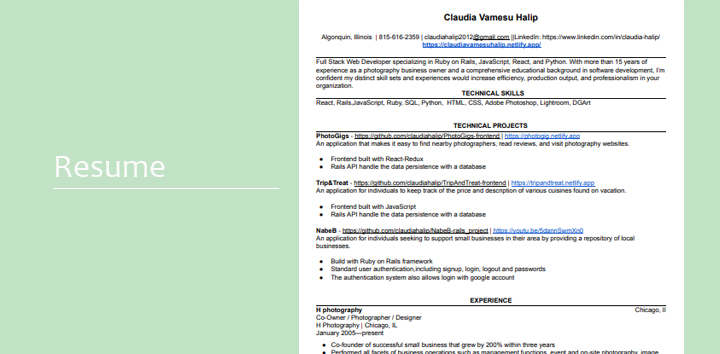 Resume
Claudia Vamesu Halip
Algonquin, Illinois | 815-616-2359 | claudiahalip2012@gmail.com ||LinkedIn: https://www.linkedin.com/in/claudia-halip/
https://claudiavamesuhalip.netlify.app/
Full Stack Web Developer specializing in Ruby on Rails, JavaScript, React, and Python. With more than 15 years of
experience as a photography business owner and a comprehensive educational background in software development, I'm
confident my distinct skill sets and experiences would increase efficiency, production output, and professionalism in your
organization.
TECHNICAL SKILLS
React, Rails,JavaScript, Ruby, SQL, Python, HTML, CSS, Adobe Photoshop, Lightroom, DGArt
TECHNICAL PROJECTS
PhotoGigs - https://github.com/claudiahalip/PhotoGigs-frontend | https://photogig.netlify.app
An application that makes it easy to find nearby photographers, read reviews, and visit photography websites.
● Frontend built with React-Redux
● Rails API handle the data persistence with a database
Trip&Treat - https://github.com/claudiahalip/TripAndTreat-frontend | https://tripandtreat.netlify.app
An application for individuals to keep track of the price and description of various cuisines found on vacation.
● Frontend built with JavaScript
● Rails API handle the data persistence with a database
NabeB - https://github.com/claudiahalip/NabeB-rails_project | https://youtu.be/5dannSwmXn0
An application for individuals seeking to support small businesses in their area by providing a repository of local
businesses.
● Build with Ruby on Rails framework
● Standard user authentication,including signup, login, logout and passwords
● The authentication system also allows login with google account
EXPERIENCE
H photography Chicago, Il
Co-Owner / Photographer / Designer
H Photography | Chicago, IL
January 2005—present
● Co-founder of successful small business that grew by 200% within three years
● Performed all facets of business operations such as management functions, event and on-site photography, image